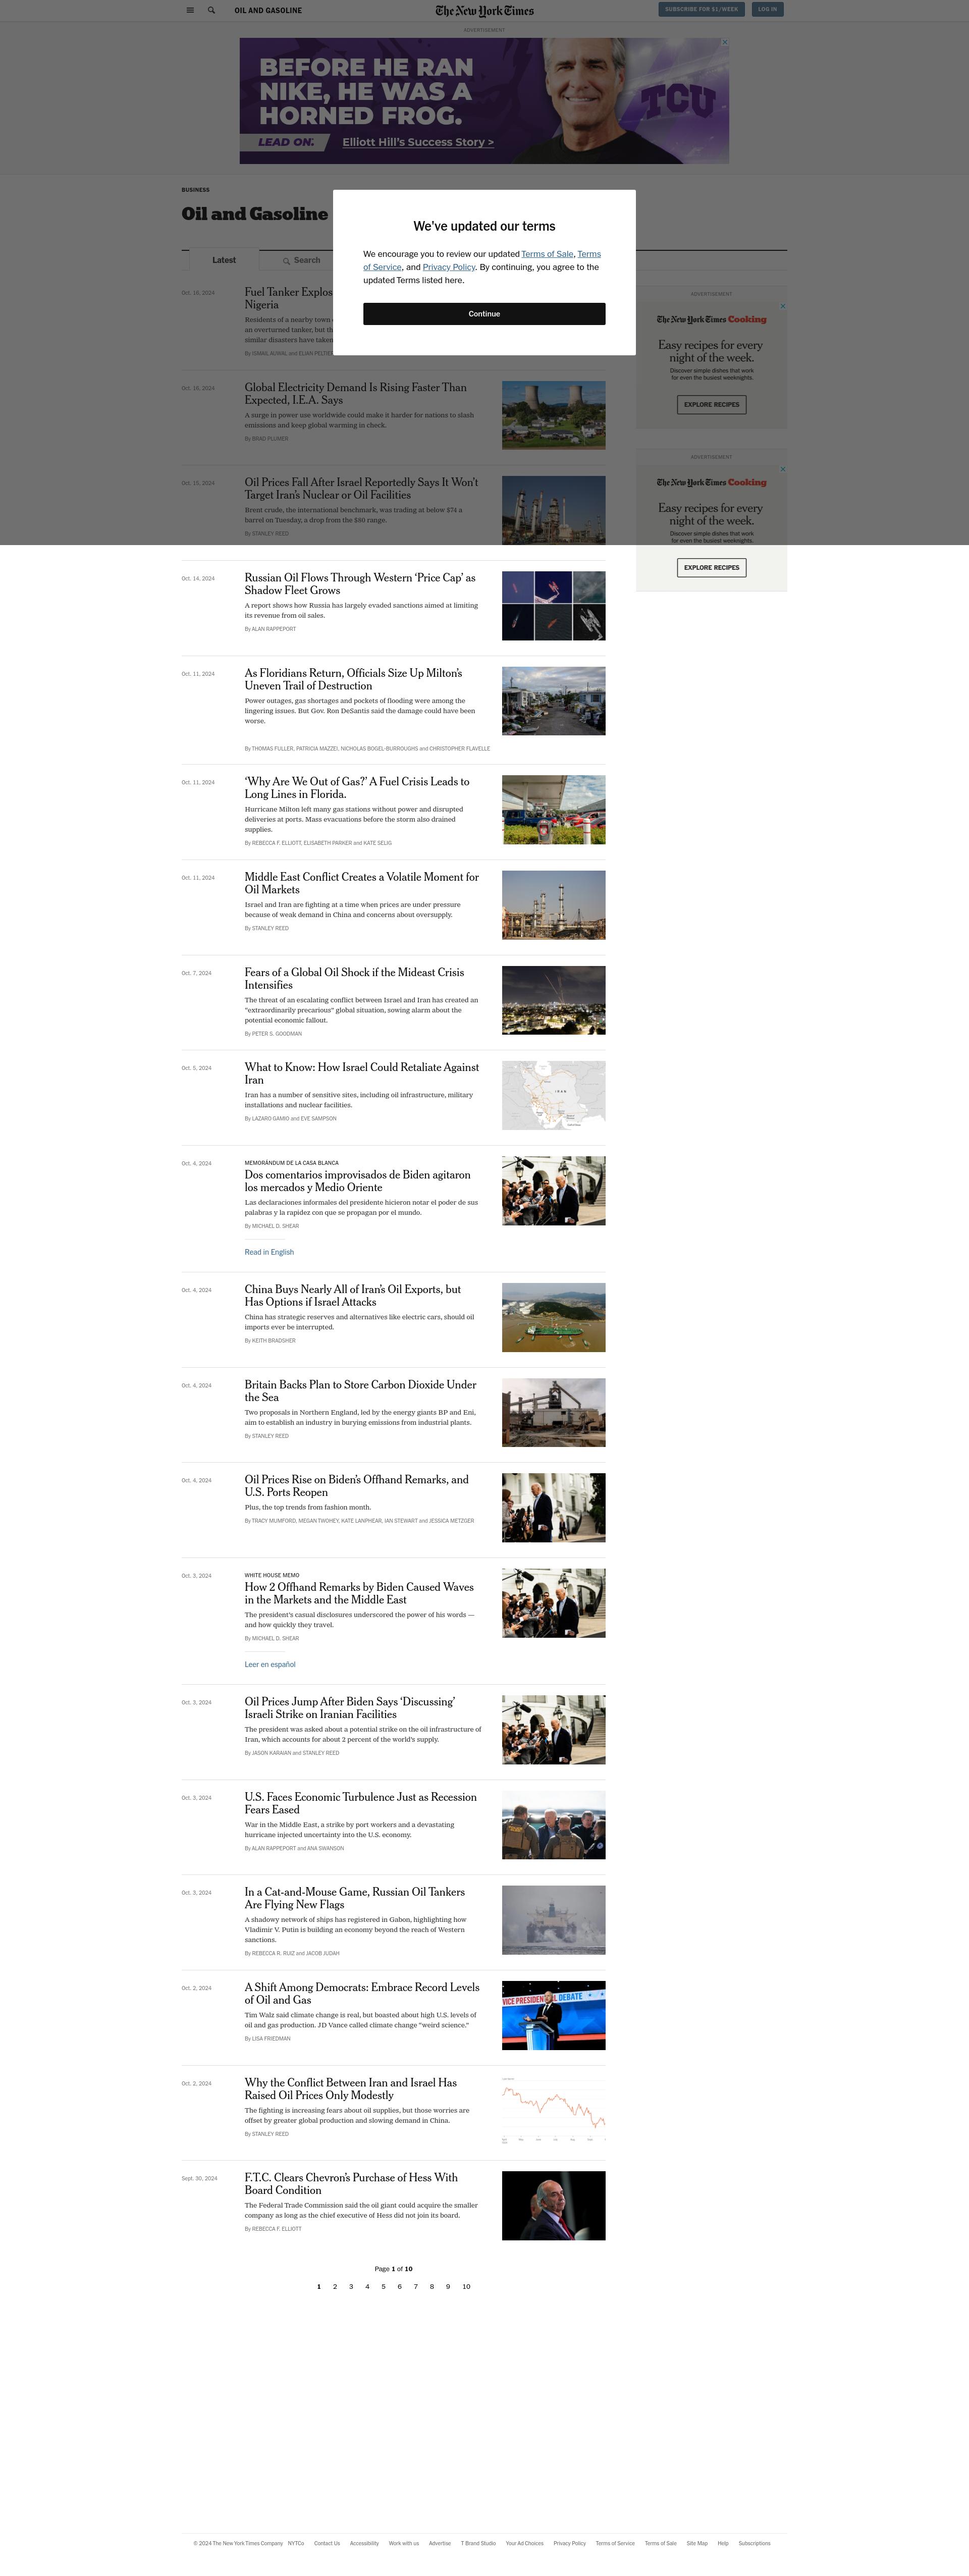 OIL AND GASOLINE
The New York Times
SUBSCRIBE FOR $1/WEEK
LOG IN
ADVERTISEMENT
BEFORE HE RAN
NIKE, HE WAS A
HORNED FROG.
LEAD ON.
Elliott Hill's Success Story >
TCU
BUSINESS
Oil and Gasoline
We've updated our terms
We encourage you to review our updated Terms of Sale, Terms
of Service, and Privacy Policy. By continuing, you agree to the
updated Terms listed here.
Continue
Latest
Search
Fuel Tanker Explos
Nigeria
Residents of a nearby town
an overturned tanker, but th
similar disasters have taken
ADVERTISEMENT
The New York Times Cooking
Easy recipes for every
night of the week.
Discover simple dishes that work
for even the busiest weeknights.
EXPLORE RECIPES
Oct. 16, 2024
Global Electricity Demand Is Rising Faster Than
Expected, I.E.A. Says
A surge in power use worldwide could make it harder for nations to slash
emissions and keep global warming in check.
By BRAD PLUMER
Oct. 15, 2024
Oil Prices Fall After Israel Reportedly Says It Won't
Target Iran's Nuclear or Oil Facilities
Brent crude, the international benchmark, was trading at below $74 a
barrel on Tuesday, a drop from the $80 range.
By STANLEY REED
ADVERTISEMENT
The New York Times Cooking
Easy recipes for every
night of the week.
Discover simple dishes that work
for even the busiest weeknights.
EXPLORE RECIPES
Oct. 14, 2024
Russian Oil Flows Through Western ‘Price Cap’ as
Shadow Fleet Grows
A report shows how Russia has largely evaded sanctions aimed at limiting
its revenue from oil sales.
By ALAN RAPPEPORT
Oct. 11, 2024
As Floridians Return, Officials Size Up Milton's
Uneven Trail of Destruction
Power outages, gas shortages and pockets of flooding were among the
lingering issues. But Gov. Ron DeSantis said the damage could have been
worse.
By THOMAS FULLER, PATRICIA MAZZEI, NICHOLAS BOGEL-BURROUGHS and CHRISTOPHER FLAVELLE
Oct. 11, 2024
‘Why Are We Out of Gas?’ A Fuel Crisis Leads to
Long Lines in Florida.
Hurricane Milton left many gas stations without power and disrupted
deliveries at ports. Mass evacuations before the storm also drained
supplies.
By REBECCA F. ELLIOTT, ELISABETH PARKER and KATE SELIG
Oct. 11, 2024
Middle East Conflict Creates a Volatile Moment for
Oil Markets
Israel and Iran are fighting at a time when prices are under pressure
because of weak demand in China and concerns about oversupply.
By STANLEY REED
Oct. 7, 2024
Fears of a Global Oil Shock if the Mideast Crisis
Intensifies
The threat of an escalating conflict between Israel and Iran has created an
“extraordinarily precarious” global situation, sowing alarm about the
potential economic fallout.
By PETER S. GOODMAN
Oct. 5, 2024
What to Know: How Israel Could Retaliate Against
Iran
Iran has a number of sensitive sites, including oil infrastructure, military
installations and nuclear facilities.
By LAZARO GAMIO and EVE SAMPSON
IRAN
Oct. 4, 2024
MEMORÁNDUM DE LA CASA BLANCA
Dos comentarios improvisados de Biden agitaron
los mercados y Medio Oriente
Las declaraciones informales del presidente hicieron notar el poder de sus
palabras y la rapidez con que se propagan por el mundo.
By MICHAEL D. SHEAR
Read in English
Oct. 4, 2024
China Buys Nearly All of Iran's Oil Exports, but
Has Options if Israel Attacks
China has strategic reserves and alternatives like electric cars, should oil
imports ever be interrupted.
By KEITH BRADSHER
Oct. 4, 2024
Britain Backs Plan to Store Carbon Dioxide Under
the Sea
Two proposals in Northern England, led by the energy giants BP and Eni,
aim to establish an industry in burying emissions from industrial plants.
By STANLEY REED
Oct. 4, 2024
Oil Prices Rise on Biden's Offhand Remarks, and
U.S. Ports Reopen
Plus, the top trends from fashion month.
By TRACY MUMFORD, MEGAN TWOHEY, KATE LANPHEAR, IAN STEWART and JESSICA METZGER
Oct. 3, 2024
WHITE HOUSE MEMO
How 2 Offhand Remarks by Biden Caused Waves
in the Markets and the Middle East
The president's casual disclosures underscored the power of his words —
and how quickly they travel.
By MICHAEL D. SHEAR
Leer en español
Oct. 3, 2024
Oil Prices Jump After Biden Says ‘Discussing’
Israeli Strike on Iranian Facilities
The president was asked about a potential strike on the oil infrastructure of
Iran, which accounts for about 2 percent of the world's supply.
By JASON KARAIAN and STANLEY REED
Oct. 3, 2024
U.S. Faces Economic Turbulence Just as Recession
Fears Eased
War in the Middle East, a strike by port workers and a devastating
hurricane injected uncertainty into the U.S. economy.
By ALAN RAPPEPORT and ANA SWANSON
Oct. 3, 2024
In a Cat-and-Mouse Game, Russian Oil Tankers
Are Flying New Flags
A shadowy network of ships has registered in Gabon, highlighting how
Vladimir V. Putin is building an economy beyond the reach of Western
sanctions.
By REBECCA R. RUIZ and JACOB JUDAH
Oct. 2, 2024
A Shift Among Democrats: Embrace Record Levels
of Oil and Gas
Tim Walz said climate change is real, but boasted about high U.S. levels of
oil and gas production. JD Vance called climate change “weird science.”
By LISA FRIEDMAN
VICE PRESIDENTIAL DEBATE
Oct. 2, 2024
Why the Conflict Between Iran and Israel Has
Raised Oil Prices Only Modestly
The fighting is increasing fears about oil supplies, but those worries are
offset by greater global production and slowing demand in China.
By STANLEY REED
Sept. 30, 2024
F.T.C. Clears Chevron's Purchase of Hess With
Board Condition
The Federal Trade Commission said the oil giant could acquire the smaller
company as long as the chief executive of Hess did not join its board.
By REBECCA F. ELLIOTT
Page 1 of 10
1 2 3 4 5 6 7 8 9 10
© 2024 The New York Times Company NYTCo Contact Us Accessibility Work with us Advertise T Brand Studio Your Ad Choices Privacy Policy Terms of Service Terms of Sale Site Map Help Subscriptions